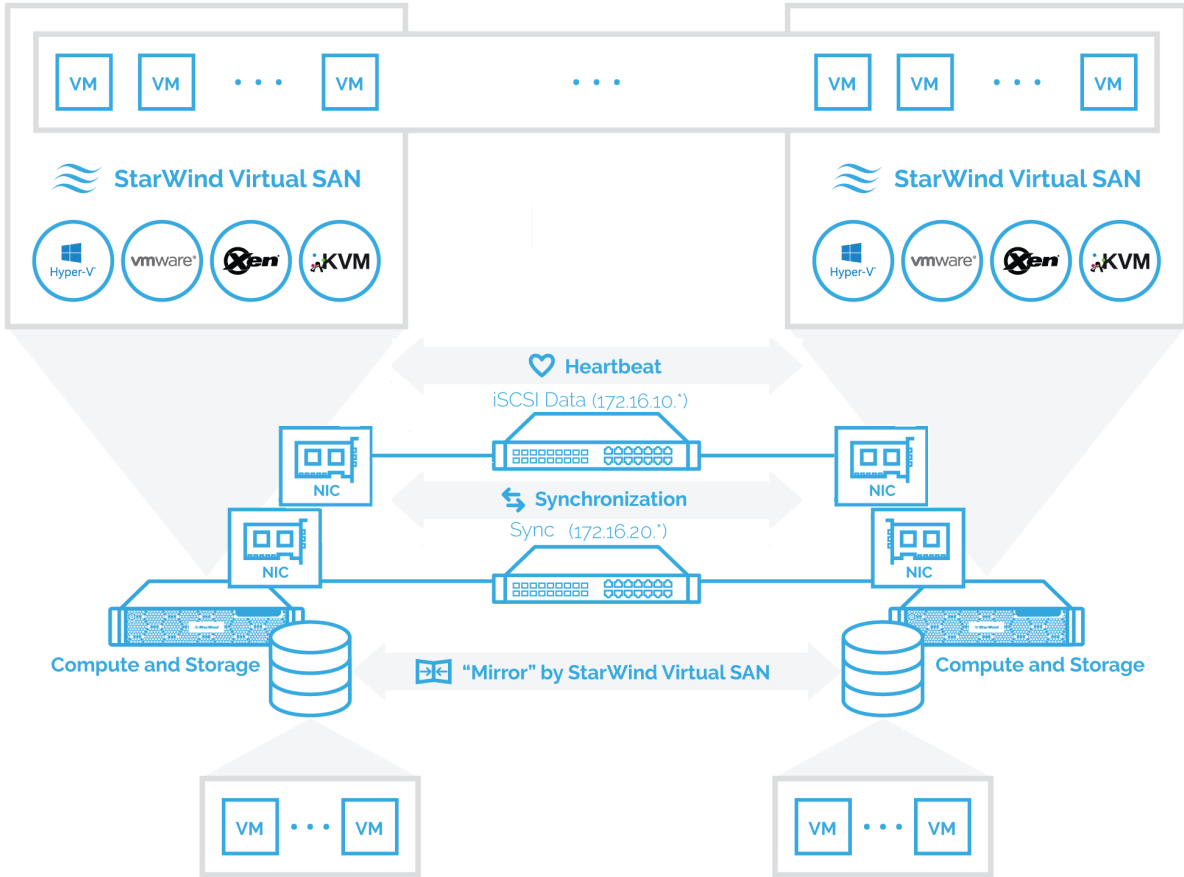 VM VM ... VM ... VM VM ... VM
StarWind Virtual SAN StarWind Virtual SAN
Hyper-V vmware® Xen KVM Hyper-V vmware® Xen KVM
Heartbeat
iSCSI Data (172.16.10.*)
NIC NIC
Synchronization
Sync (172.16.20.*)
NIC NIC
StarWind StarWind
Compute and Storage Compute and Storage
“Mirror” by StarWind Virtual SAN
VM ... VM VM ... VM